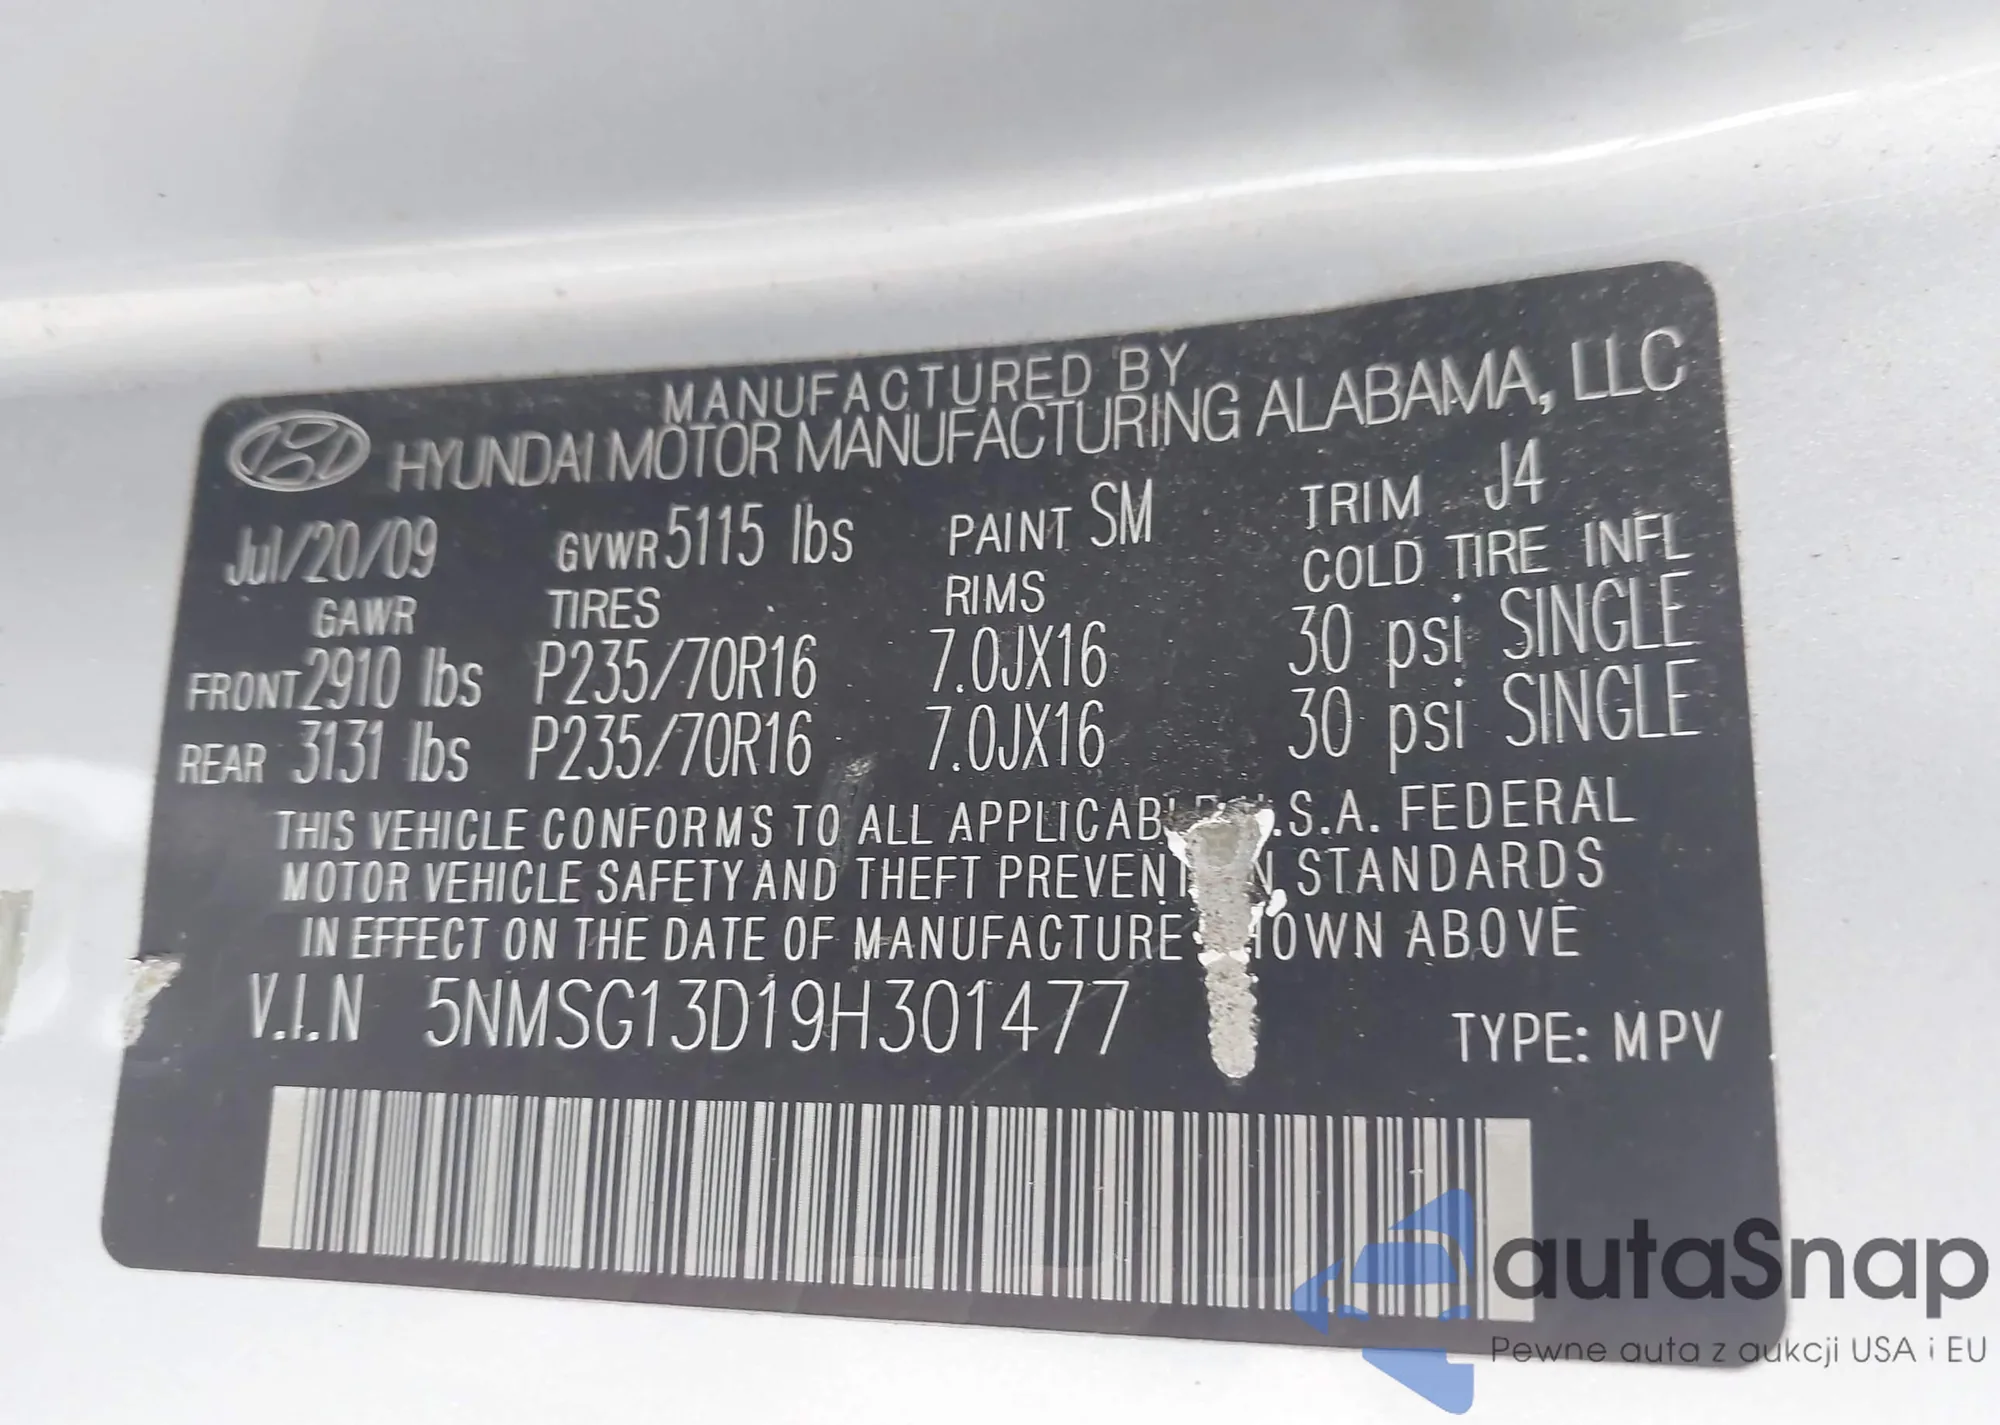 MANUFACTURED BY
HYUNDAI MOTOR MANUFACTURING ALABAMA, LLC
Jul/20/09 GVWR 5115 lbs PAINT SM TRIM J4
GAWR TIRES RIMS COLD TIRE INFL
FRONT 2910 lbs P235/70R16 7.0JX16 30 psi SINGLE
REAR 3131 lbs P235/70R16 7.0JX16 30 psi SINGLE
THIS VEHICLE CONFORMS TO ALL APPLICABLE .S.A. FEDERAL
MOTOR VEHICLE SAFETY AND THEFT STANDARDS
IN EFFECT ON THE DATE OF MANUFACTURE ABOVE
V.I.N 5NMSG13D19H301477 TYPE: MPV
autaSnap
Pewne auta z aukcji USA i EU